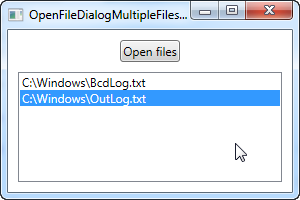 OpenFileDialogMultipleFiles...
Open files
C:\Windows\BcdLog.txt
C:\Windows\OutLog.txt